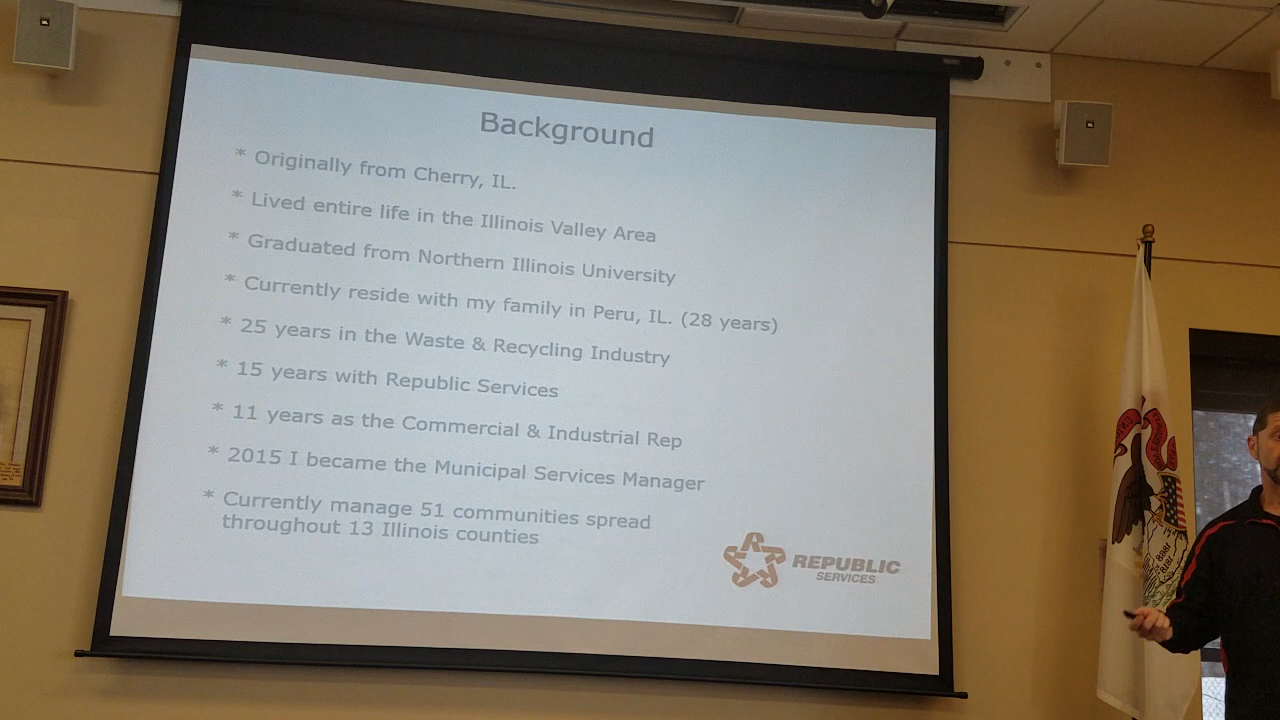 Background
* Originally from Cherry, IL.
* Lived entire life in the Illinois Valley Area
* Graduated from Northern Illinois University
* Currently reside with my family in Peru, IL. (28 years)
* 25 years in the Waste & Recycling Industry
* 15 years with Republic Services
* 11 years as the Commercial & Industrial Rep
* 2015 I became the Municipal Services Manager
* Currently manage 51 communities spread
throughout 13 Illinois counties
REPUBLIC
SERVICES
1868
1818